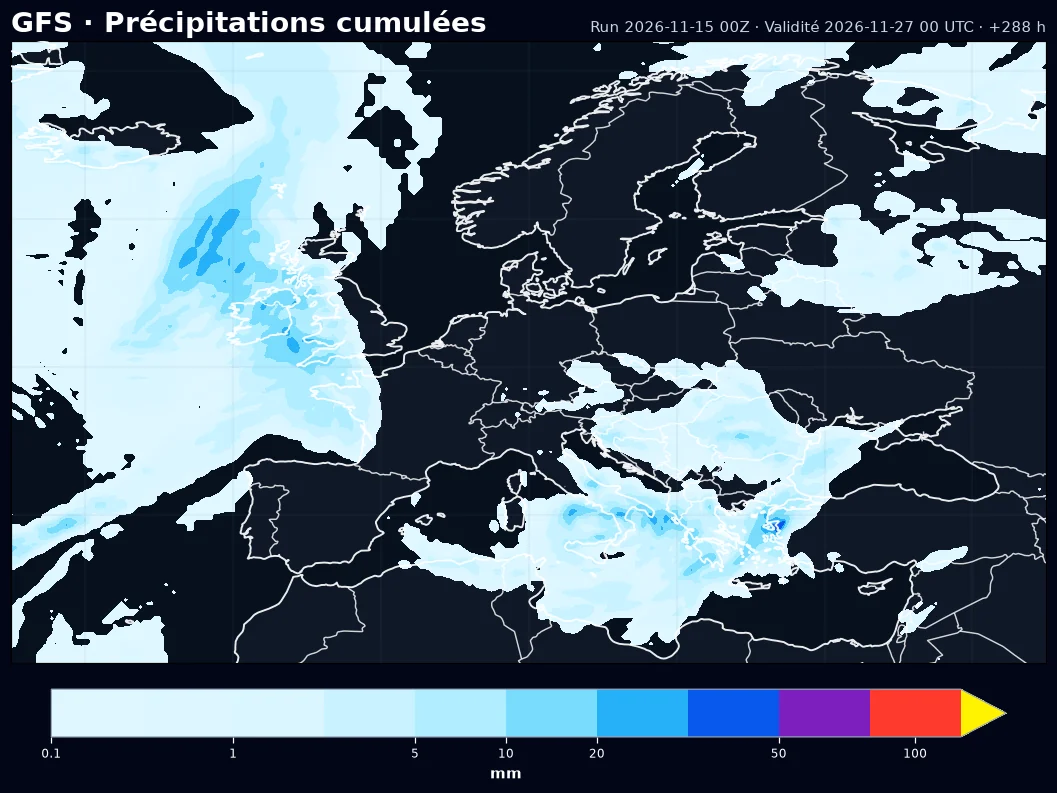 GFS · Précipitations cumulées
Run 2026-11-15 00Z · Validité 2026-11-27 00 UTC · +288 h
0.1 1 5 10 20 50 100
mm